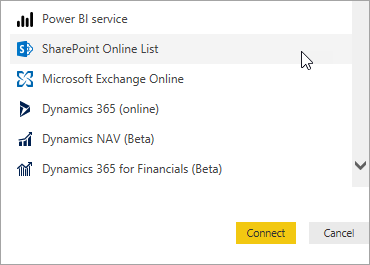 Power BI service
SharePoint Online List
Microsoft Exchange Online
Dynamics 365 (online)
Dynamics NAV (Beta)
Dynamics 365 for Financials (Beta)
Connect
Cancel